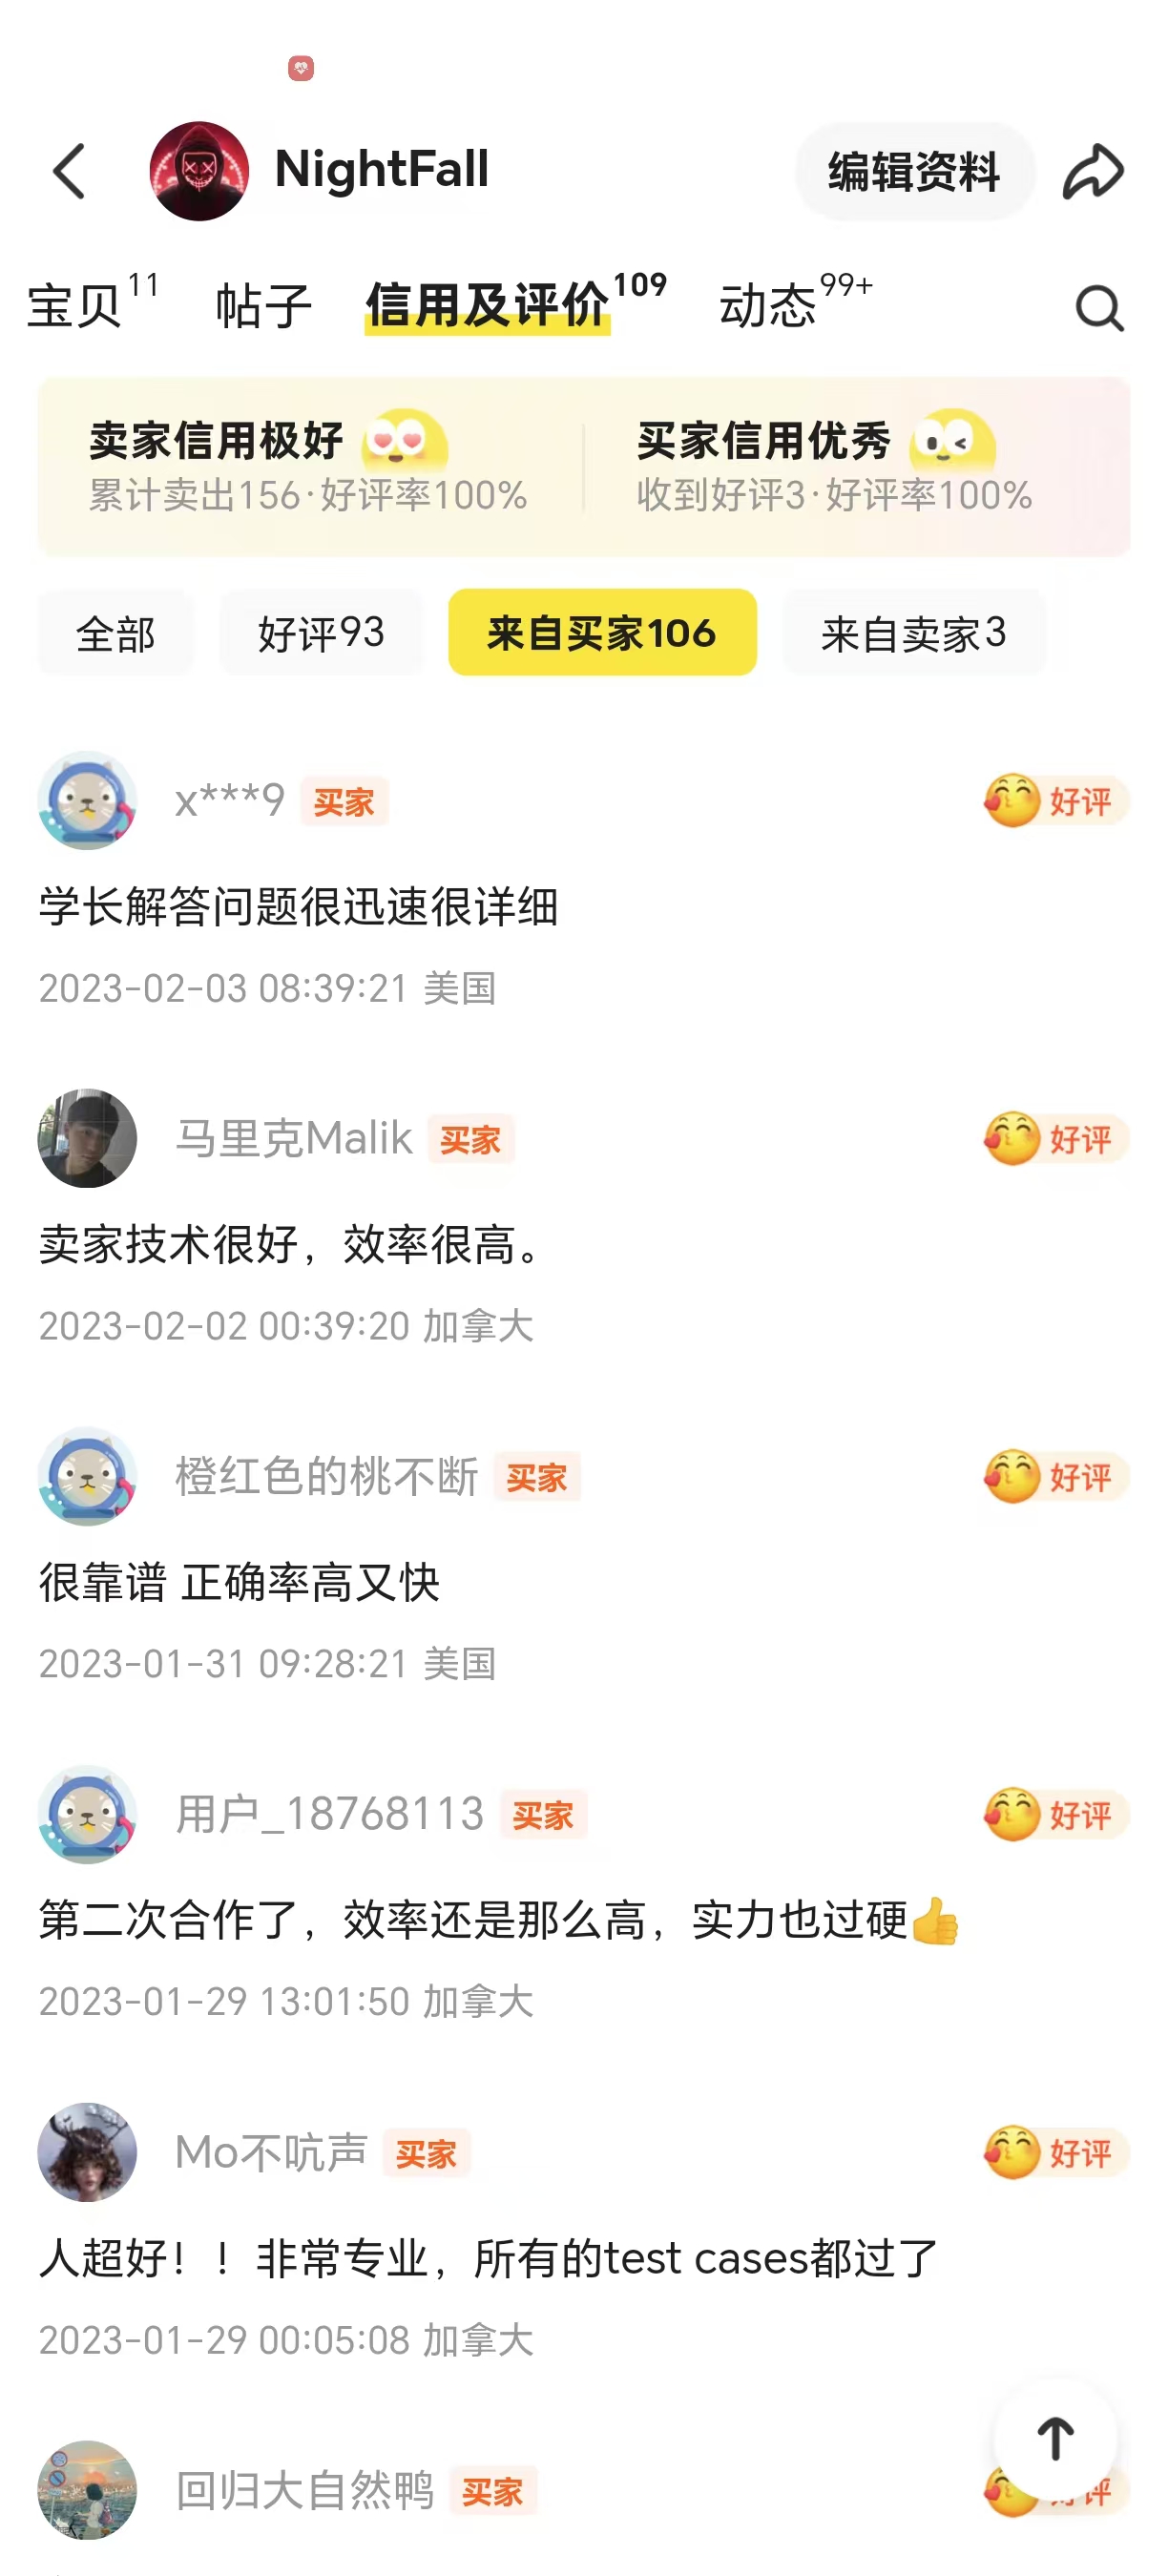 NightFall
编辑资料
宝贝 11 帖子 信用及评价 109 动态 99+
卖家信用极好 买家信用优秀
累计卖出156·好评率100% 收到好评3·好评率100%
全部 好评93 来自买家106 来自卖家3
x***9 买家 好评
学长解答问题很迅速很详细
2023-02-03 08:39:21 美国
马里克Malik 买家 好评
卖家技术很好，效率很高。
2023-02-02 00:39:20 加拿大
橙红色的桃不断 买家 好评
很靠谱 正确率高又快
2023-01-31 09:28:21 美国
用户_18768113 买家 好评
第二次合作了，效率还是那么高，实力也过硬👍
2023-01-29 13:01:50 加拿大
Mo不吭声 买家 好评
人超好！！非常专业，所有的test cases都过了
2023-01-29 00:05:08 加拿大
回归大自然鸭 买家 评